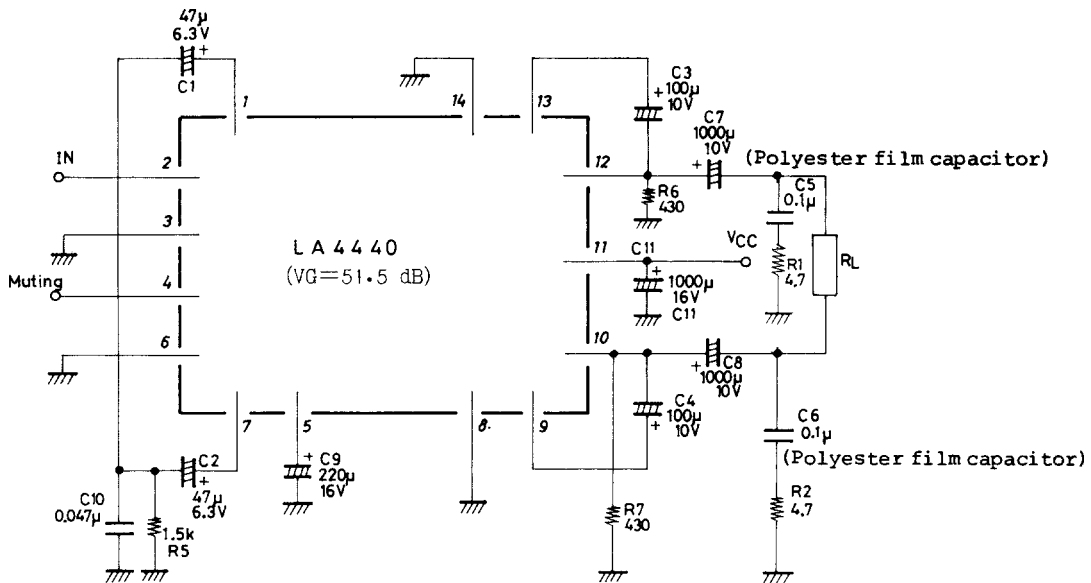 47μ
6.3V
+
C1
1
14
13
C3
+ 100μ
10V
C7
1000μ
10V
+
(Polyester film capacitor)
IN
2
12
R6
430
C5
0.1μ
3
LA4440
(VG=51.5 dB)
11
C11
VCC
R1
4.7
RL
Muting
4
+
1000μ
16V
C11
6
10
C8
+
1000μ
10V
7
5
8.
9
C4
100μ
10V
+
C6
0.1μ
(Polyester film capacitor)
C2
+
47μ
6.3V
+
C9
220μ
16V
C10
0.047μ
1.5k
R5
R7
430
R2
4.7